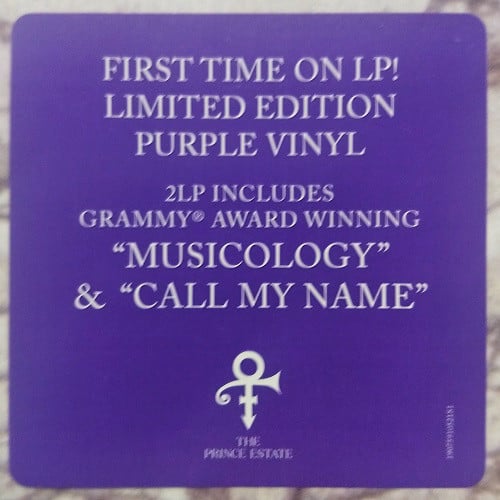 FIRST TIME ON LP!
LIMITED EDITION
PURPLE VINYL
2LP INCLUDES
GRAMMY® AWARD WINNING
“MUSICOLOGY”
& “CALL MY NAME”
THE
PRINCE ESTATE
1907591052181